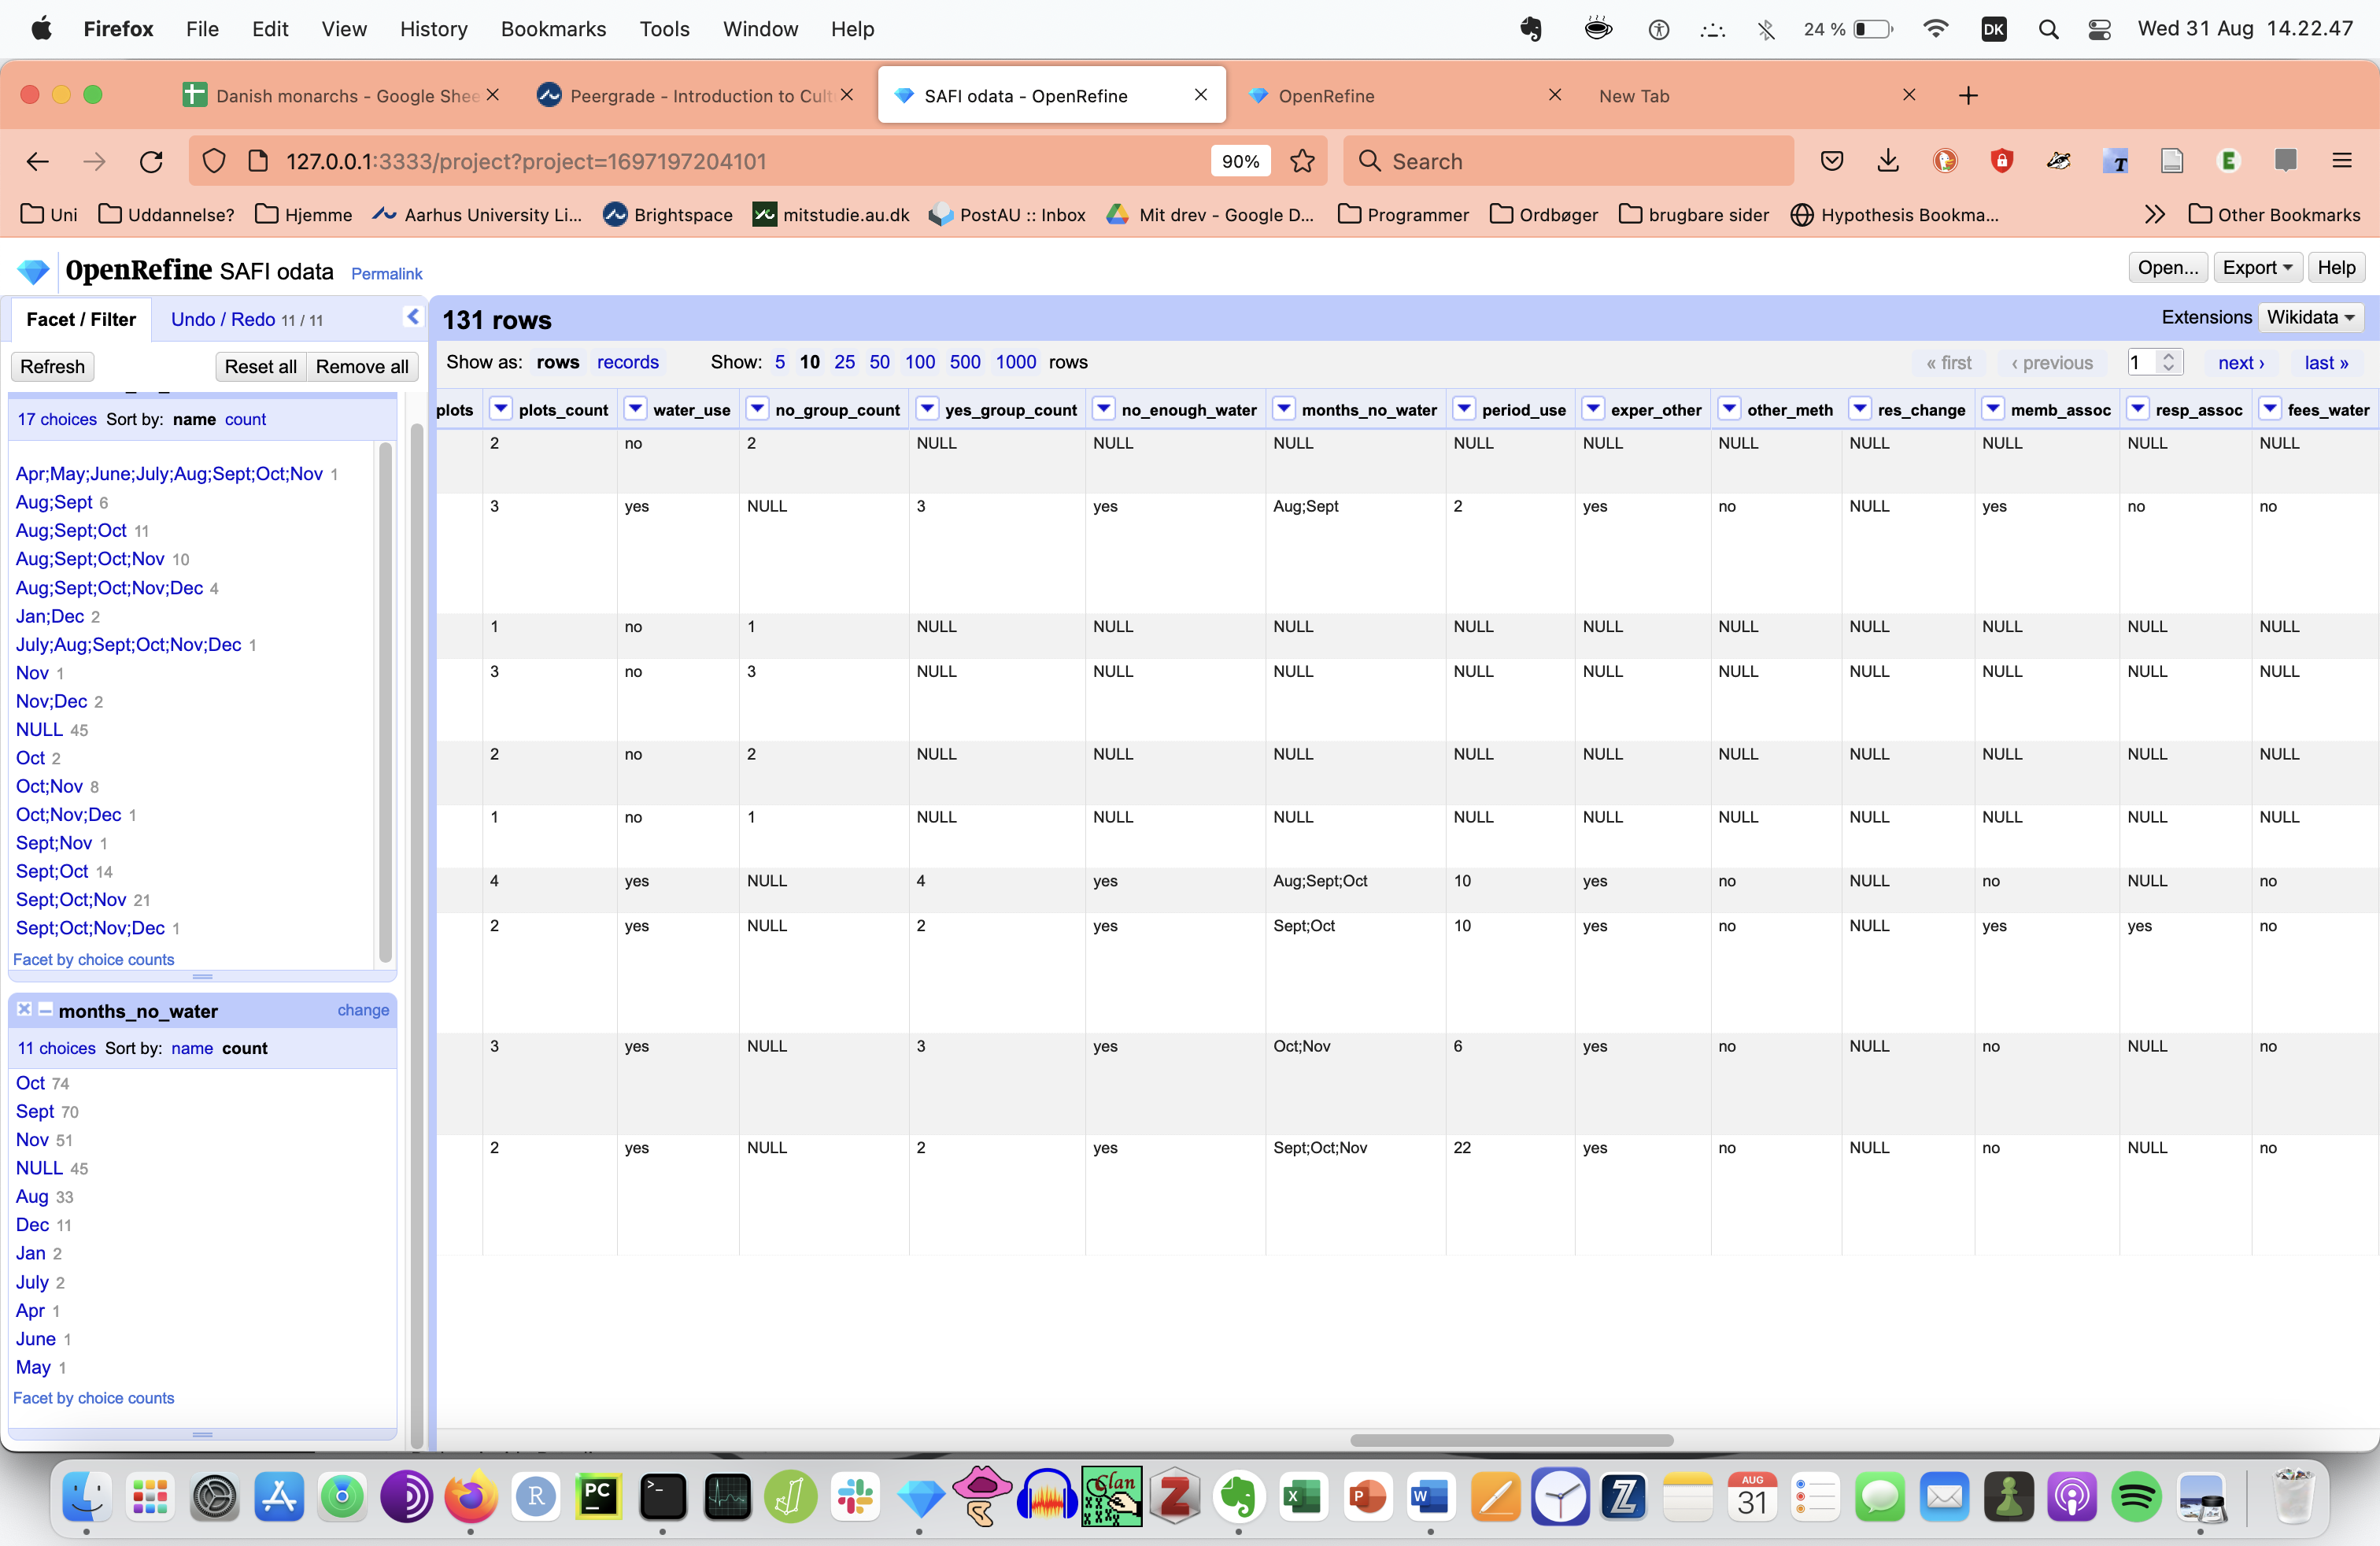 Firefox File Edit View History Bookmarks Tools Window Help 24 % DK Wed 31 Aug 14.22.47
Danish monarchs - Google Shee Peergrade - Introduction to Cult SAFI odata - OpenRefine OpenRefine New Tab
127.0.0.1:3333/project?project=1697197204101 90% Search
Uni Uddannelse? Hjemme Aarhus University Li... Brightspace mitstudie.au.dk PostAU :: Inbox Mit drev - Google D... Programmer Ordbøger brugbare sider Hypothesis Bookma... Other Bookmarks
OpenRefine SAFI odata Permalink Open... Export Help
Facet / Filter Undo / Redo 11 / 11
131 rows Extensions Wikidata
Refresh Reset all Remove all
Show as: rows records Show: 5 10 25 50 100 500 1000 rows « first ‹ previous 1 next › last »
17 choices Sort by: name count
Apr;May;June;July;Aug;Sept;Oct;Nov 1
Aug;Sept 6
Aug;Sept;Oct 11
Aug;Sept;Oct;Nov 10
Aug;Sept;Oct;Nov;Dec 4
Jan;Dec 2
July;Aug;Sept;Oct;Nov;Dec 1
Nov 1
Nov;Dec 2
NULL 45
Oct 2
Oct;Nov 8
Oct;Nov;Dec 1
Sept;Nov 1
Sept;Oct 14
Sept;Oct;Nov 21
Sept;Oct;Nov;Dec 1
Facet by choice counts
months_no_water change
11 choices Sort by: name count
Oct 74
Sept 70
Nov 51
NULL 45
Aug 33
Dec 11
Jan 2
July 2
Apr 1
June 1
May 1
Facet by choice counts
plots plots_count water_use no_group_count yes_group_count no_enough_water months_no_water period_use exper_other other_meth res_change memb_assoc resp_assoc fees_water
2 no 2 NULL NULL NULL NULL NULL NULL NULL NULL NULL NULL
3 yes NULL 3 yes Aug;Sept 2 yes no NULL yes no no
1 no 1 NULL NULL NULL NULL NULL NULL NULL NULL NULL NULL
3 no 3 NULL NULL NULL NULL NULL NULL NULL NULL NULL NULL
2 no 2 NULL NULL NULL NULL NULL NULL NULL NULL NULL NULL
1 no 1 NULL NULL NULL NULL NULL NULL NULL NULL NULL NULL
4 yes NULL 4 yes Aug;Sept;Oct 10 yes no NULL no NULL no
2 yes NULL 2 yes Sept;Oct 10 yes no NULL yes yes no
3 yes NULL 3 yes Oct;Nov 6 yes no NULL no NULL no
2 yes NULL 2 yes Sept;Oct;Nov 22 yes no NULL no NULL no
R PC >_ Clan Z X P W Z AUG 31